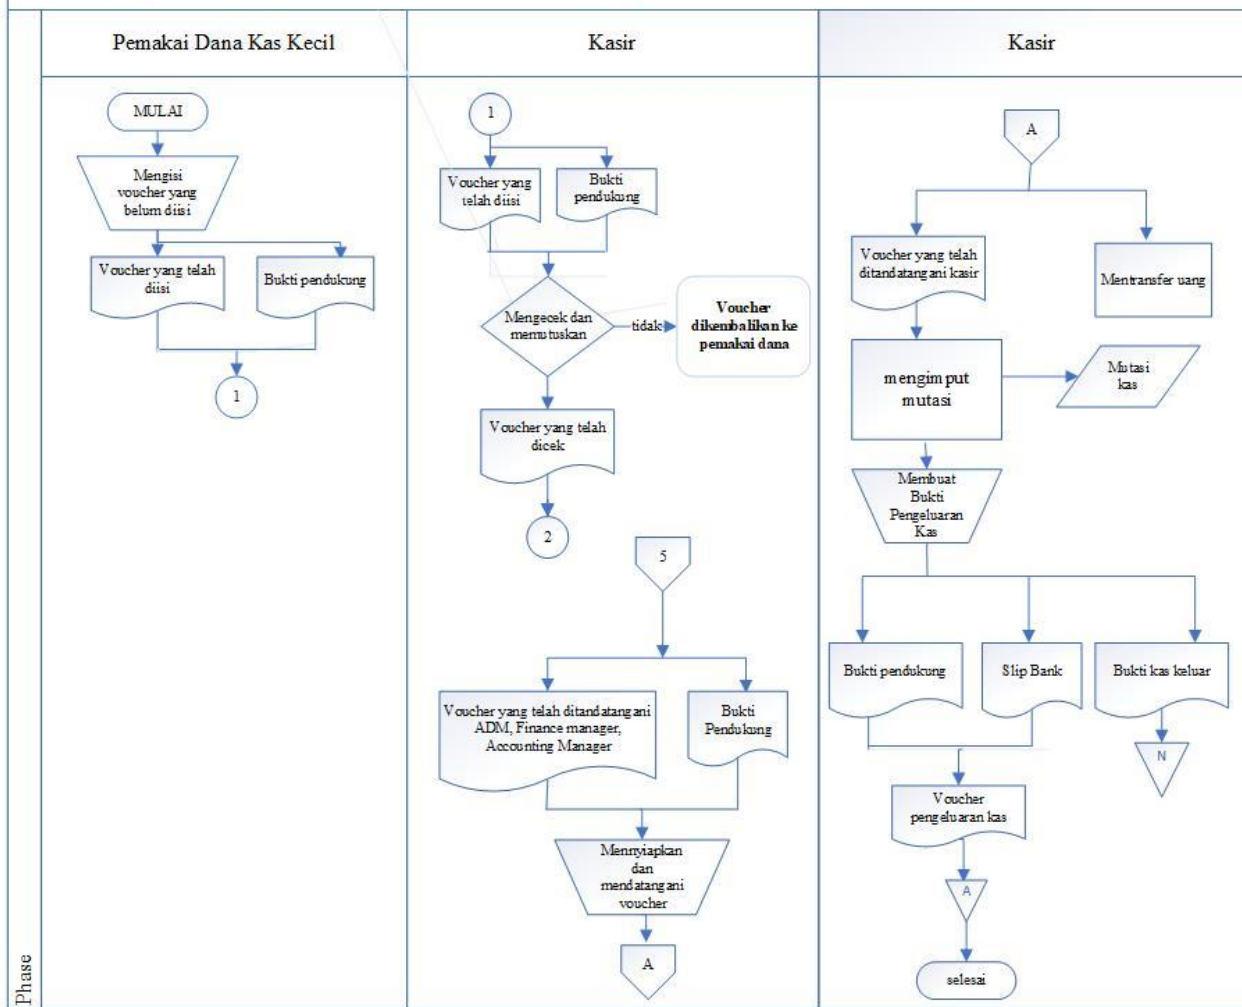 Pemakai Dana Kas Kecil
Kasir
Kasir
MULAI
Mengisi
voucher yang
belum diisi
Voucher yang telah
diisi
Bukti pendukung
1
1
Voucher yang
telah diisi
Bukti
pendukung
Mengecek dan
memutuskan
tidak
Voucher
dikembalikan ke
pemakai dana
Voucher yang telah
dicek
2
5
Voucher yang telah ditandatangani
ADM, Finance manager,
Accounting Manager
Bukti
Pendukung
Mennyiapkan
dan
mendatangani
voucher
A
A
Voucher yang telah
ditandatangani kasir
Mentransfer uang
mengimput
mutasi
Mutasi
kas
Membuat
Bukti
Pengeluaran
Kas
Bukti pendukung
Slip Bank
Bukti kas keluar
N
Voucher
pengeluaran kas
A
selesai
Phase